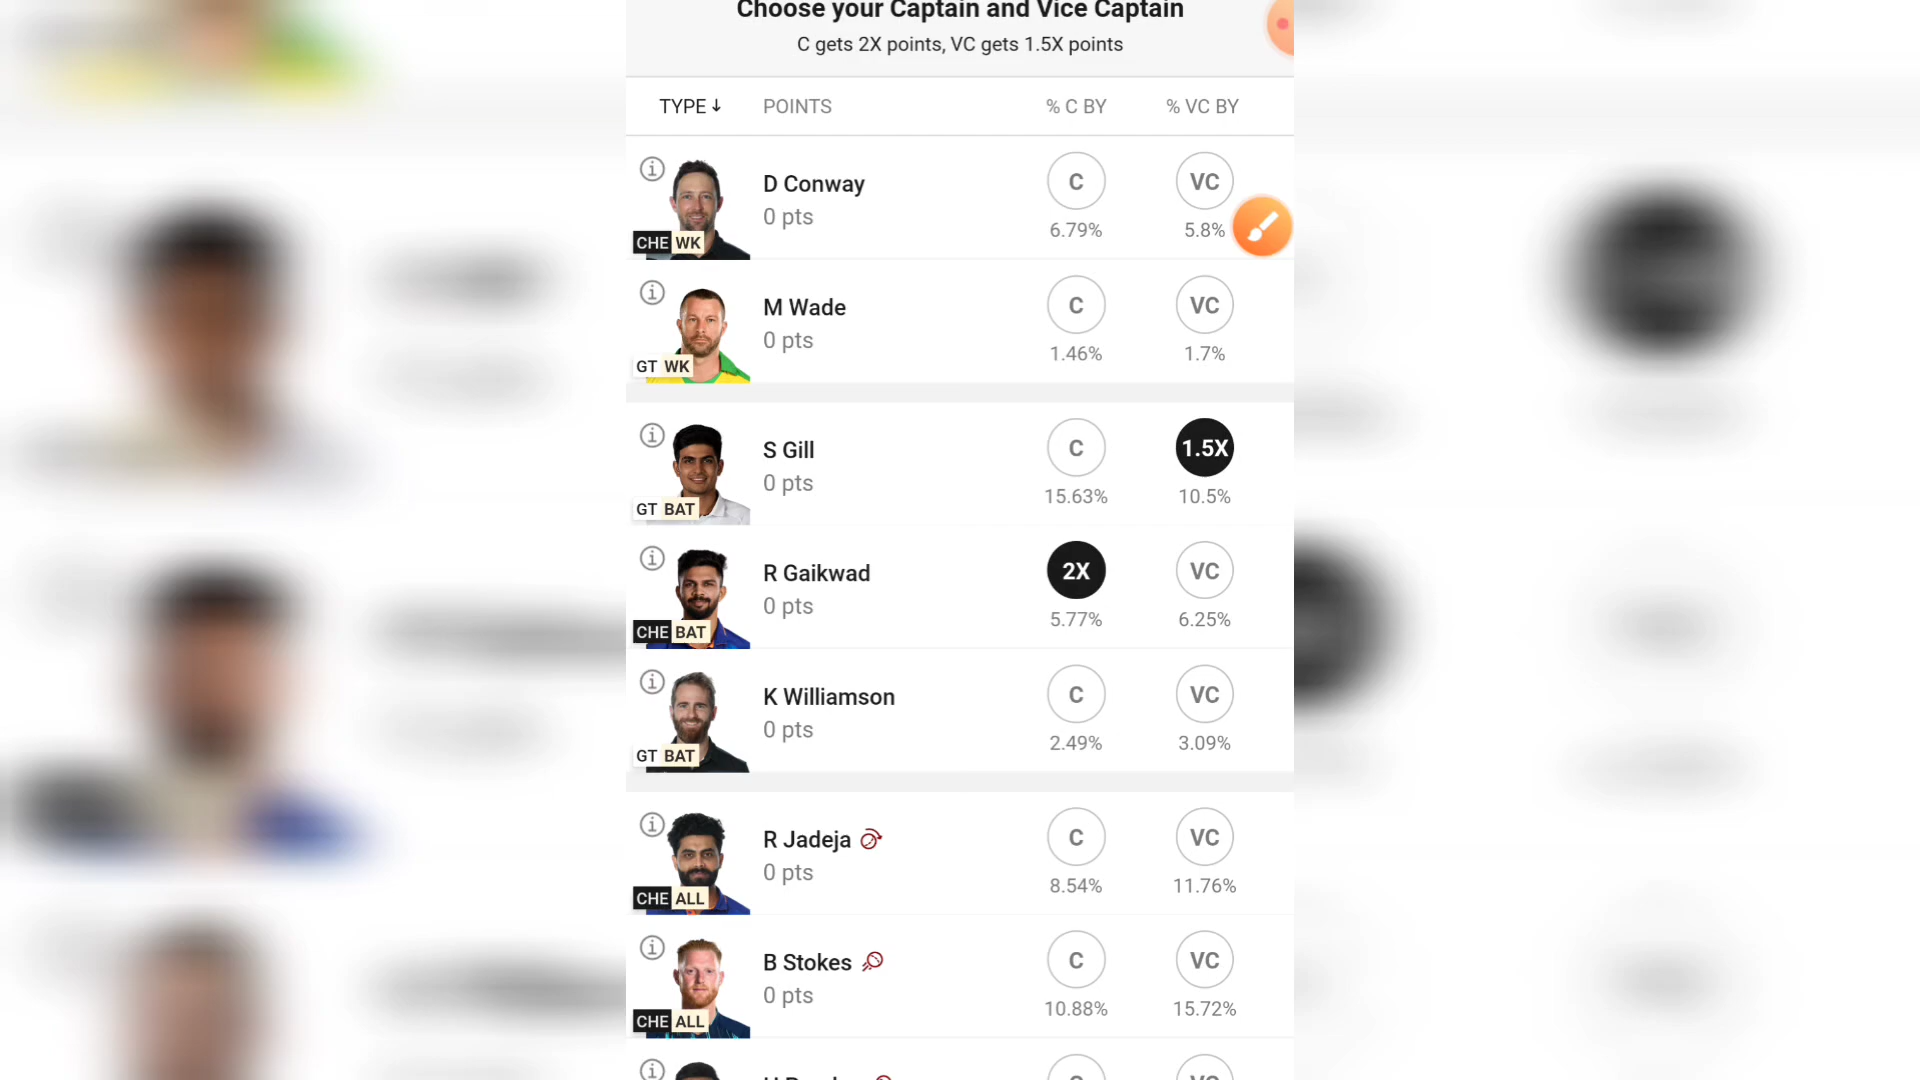 Choose your Captain and Vice Captain
C gets 2X points, VC gets 1.5X points
TYPE↓ POINTS % C BY % VC BY
D Conway C VC
0 pts 6.79% 5.8%
CHE WK
M Wade C VC
0 pts 1.46% 1.7%
GT WK
S Gill C 1.5X
0 pts 15.63% 10.5%
GT BAT
R Gaikwad 2X VC
0 pts 5.77% 6.25%
CHE BAT
K Williamson C VC
0 pts 2.49% 3.09%
GT BAT
R Jadeja C VC
0 pts 8.54% 11.76%
CHE ALL
B Stokes C VC
0 pts 10.88% 15.72%
CHE ALL